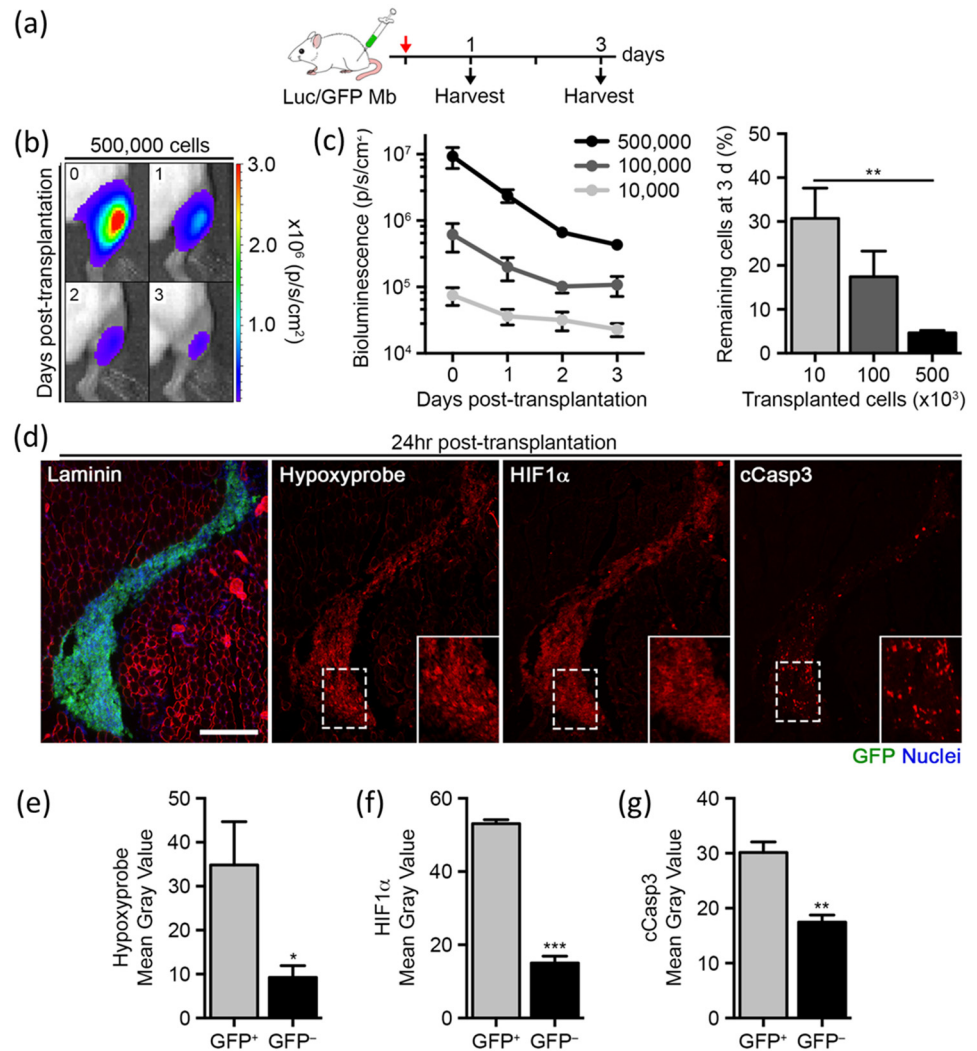 (a)
1
3
days
Luc/GFP Mb
Harvest
Harvest
(b)
500,000 cells
0
1
2
3
Days post-transplantation
3.0
2.0
1.0
x10⁶ (p/s/cm²)
(c)
Bioluminescence (p/s/cm⁻²)
10⁷
10⁶
10⁵
10⁴
500,000
100,000
10,000
0 1 2 3
Days post-transplantation
Remaining cells at 3 d (%)
40
30
20
10
0
**
10 100 500
Transplanted cells (x10³)
(d)
24hr post-transplantation
Laminin
Hypoxyprobe
HIF1α
cCasp3
GFP Nuclei
(e)
Hypoxyprobe
Mean Gray Value
50
40
30
20
10
0
*
GFP⁺ GFP⁻
(f)
HIF1α
Mean Gray Value
60
40
20
0
***
GFP⁺ GFP⁻
(g)
cCasp3
Mean Gray Value
40
30
20
10
0
**
GFP⁺ GFP⁻